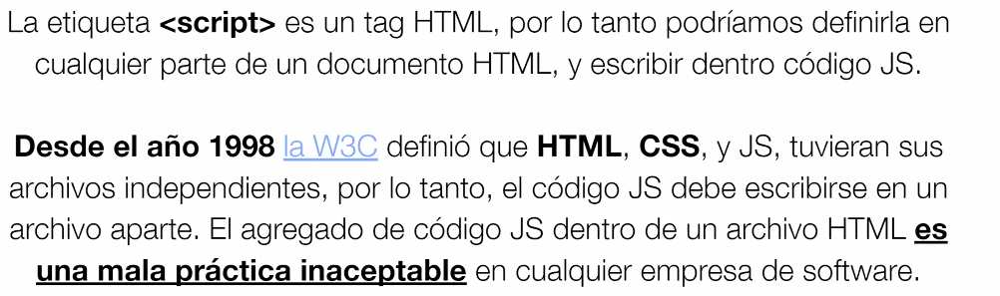 La etiqueta <script> es un tag HTML, por lo tanto podríamos definirla en
cualquier parte de un documento HTML, y escribir dentro código JS.
Desde el año 1998 la W3C definió que HTML, CSS, y JS, tuvieran sus
archivos independientes, por lo tanto, el código JS debe escribirse en un
archivo aparte. El agregado de código JS dentro de un archivo HTML es
una mala práctica inaceptable en cualquier empresa de software.